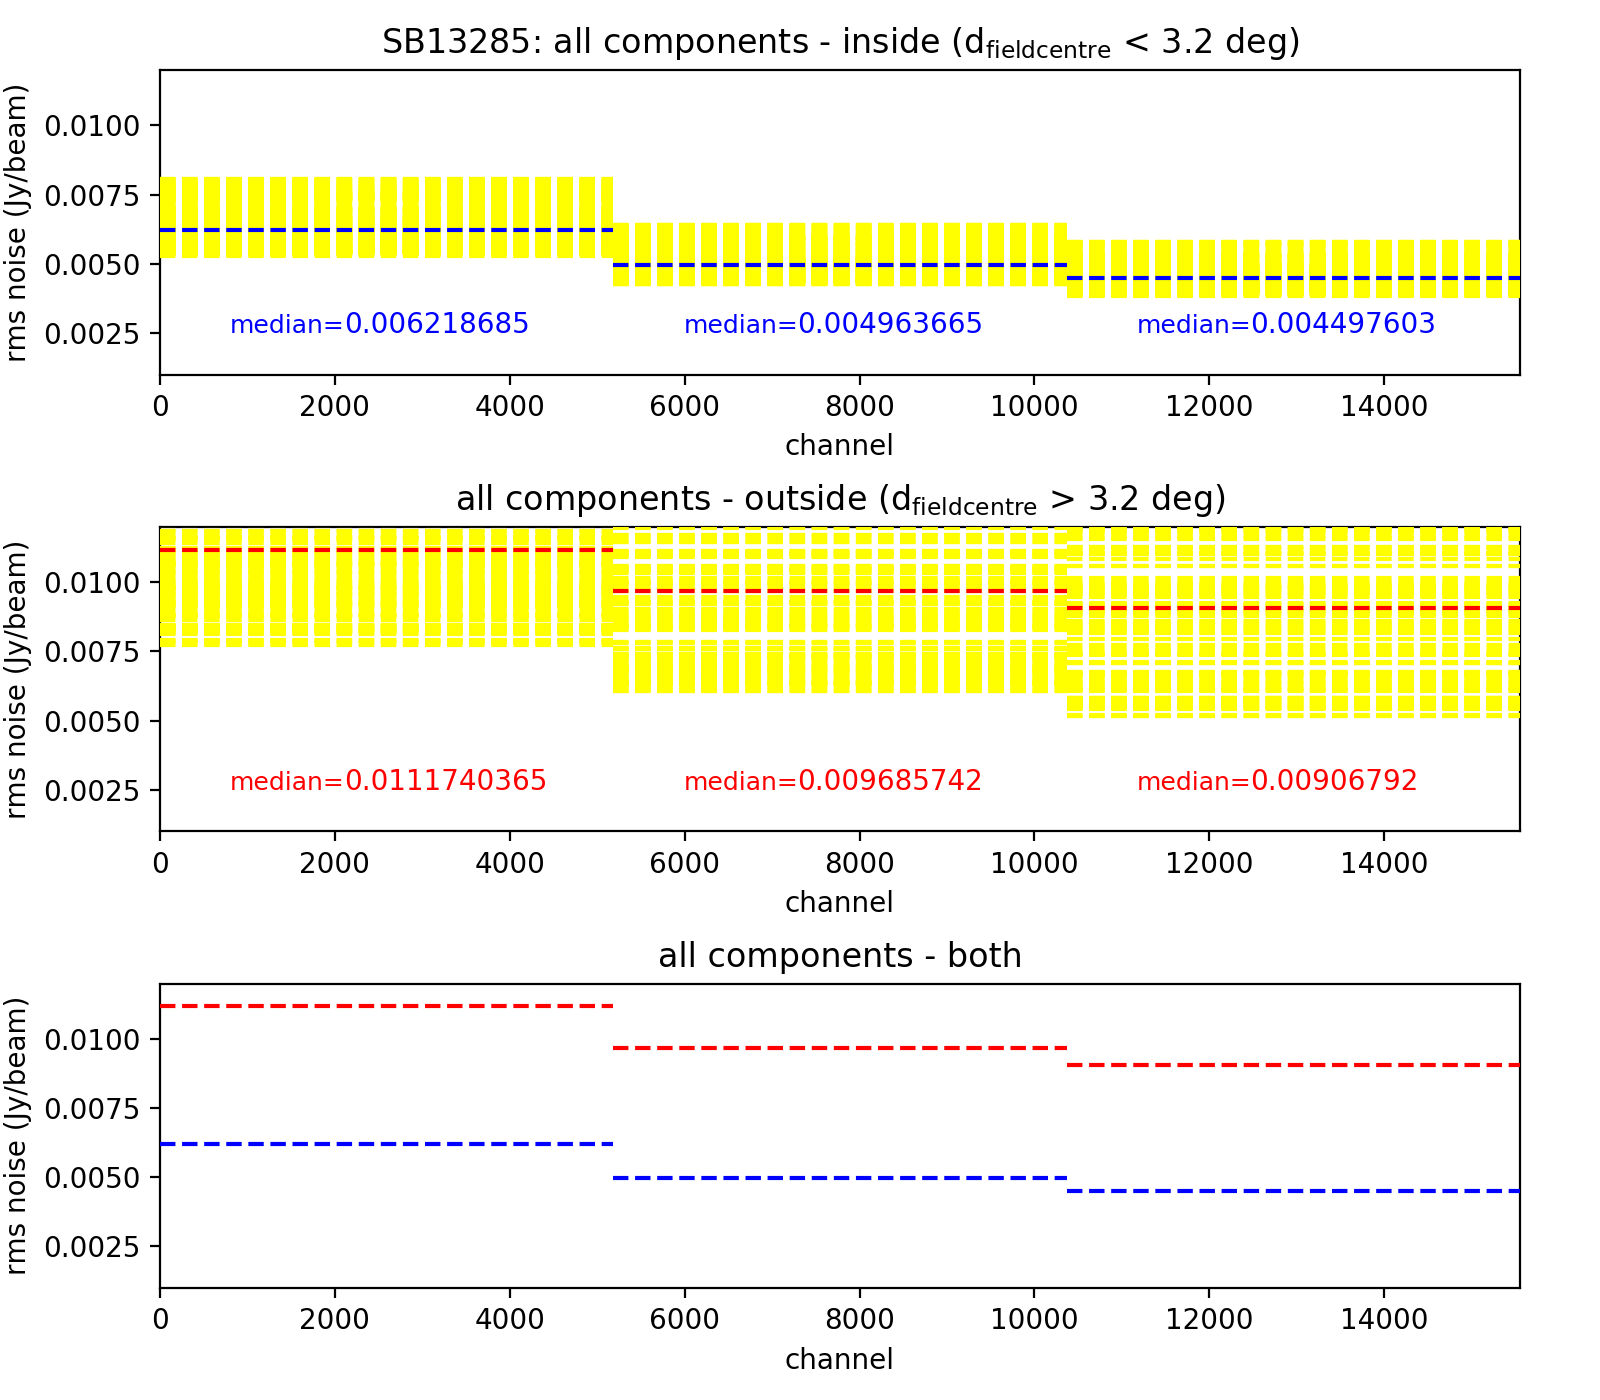 SB13285: all components - inside (dfieldcentre < 3.2 deg)
rms noise (Jy/beam)
0.0100
0.0075
0.0050
0.0025
median=0.006218685 median=0.004963665 median=0.004497603
0 2000 4000 6000 8000 10000 12000 14000
channel
all components - outside (dfieldcentre > 3.2 deg)
rms noise (Jy/beam)
0.0100
0.0075
0.0050
0.0025
median=0.0111740365 median=0.009685742 median=0.00906792
0 2000 4000 6000 8000 10000 12000 14000
channel
all components - both
rms noise (Jy/beam)
0.0100
0.0075
0.0050
0.0025
0 2000 4000 6000 8000 10000 12000 14000
channel